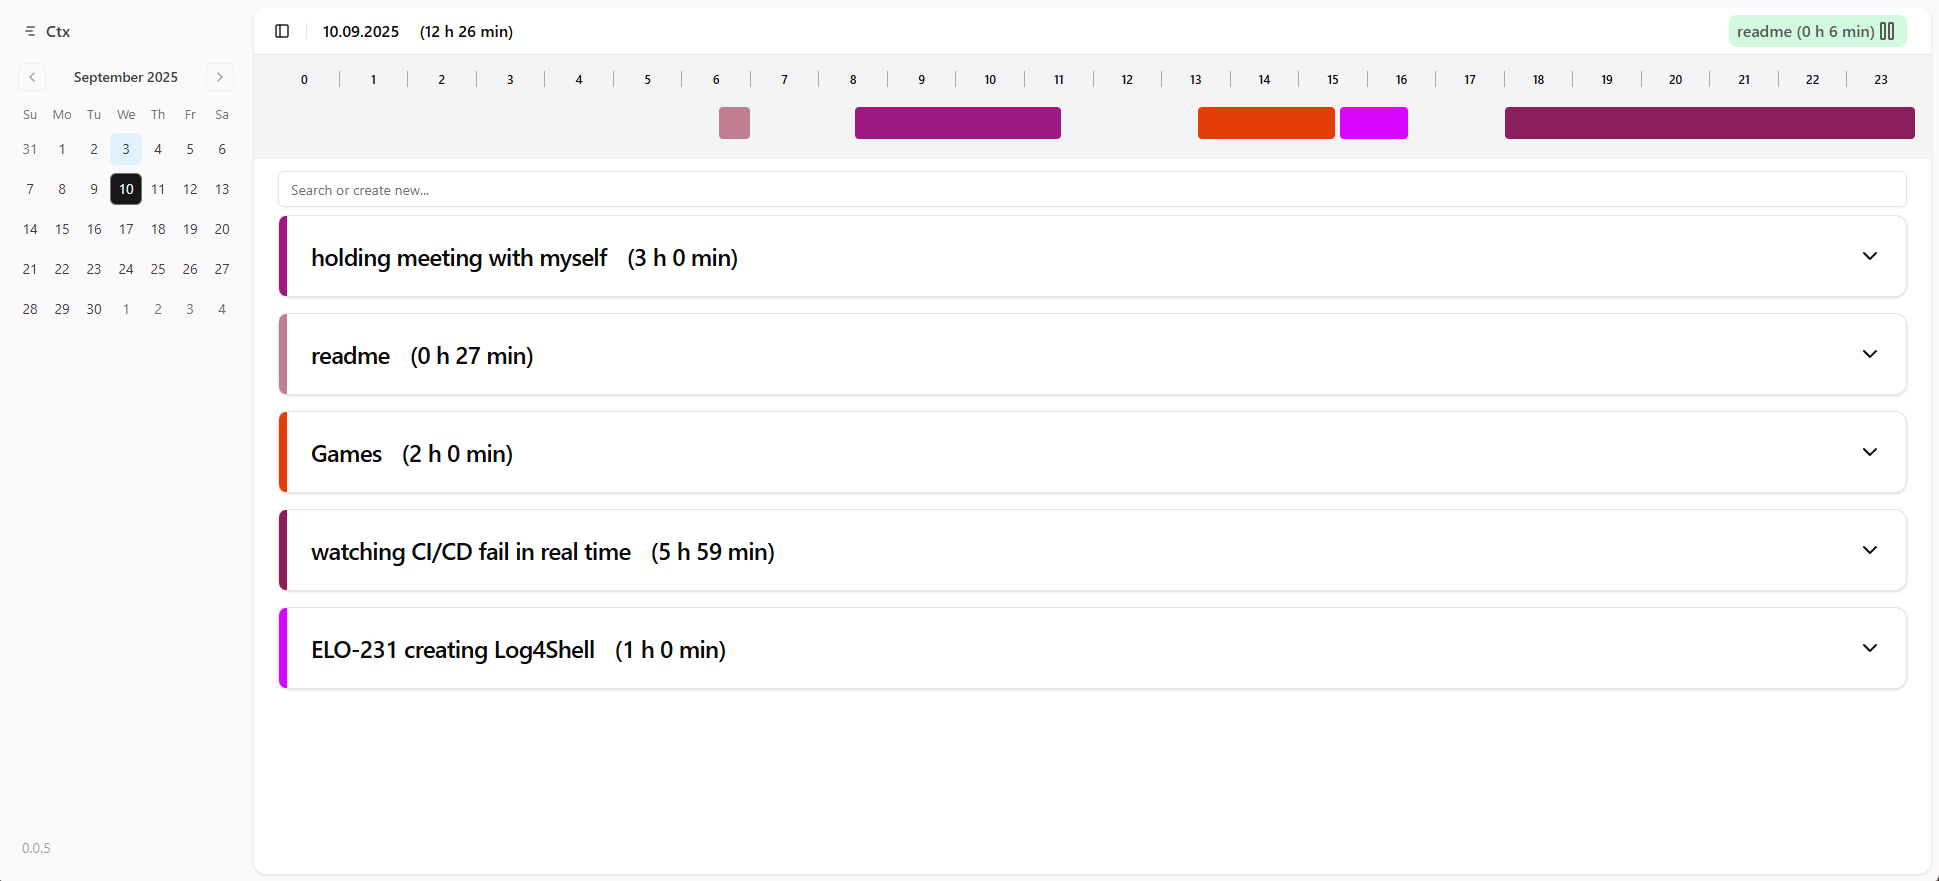 Ctx
September 2025
Su Mo Tu We Th Fr Sa
31 1 2 3 4 5 6
7 8 9 10 11 12 13
14 15 16 17 18 19 20
21 22 23 24 25 26 27
28 29 30 1 2 3 4
0.0.5
10.09.2025 (12 h 26 min)
readme (0 h 6 min)
0 1 2 3 4 5 6 7 8 9 10 11 12 13 14 15 16 17 18 19 20 21 22 23
Search or create new...
holding meeting with myself (3 h 0 min)
readme (0 h 27 min)
Games (2 h 0 min)
watching CI/CD fail in real time (5 h 59 min)
ELO-231 creating Log4Shell (1 h 0 min)